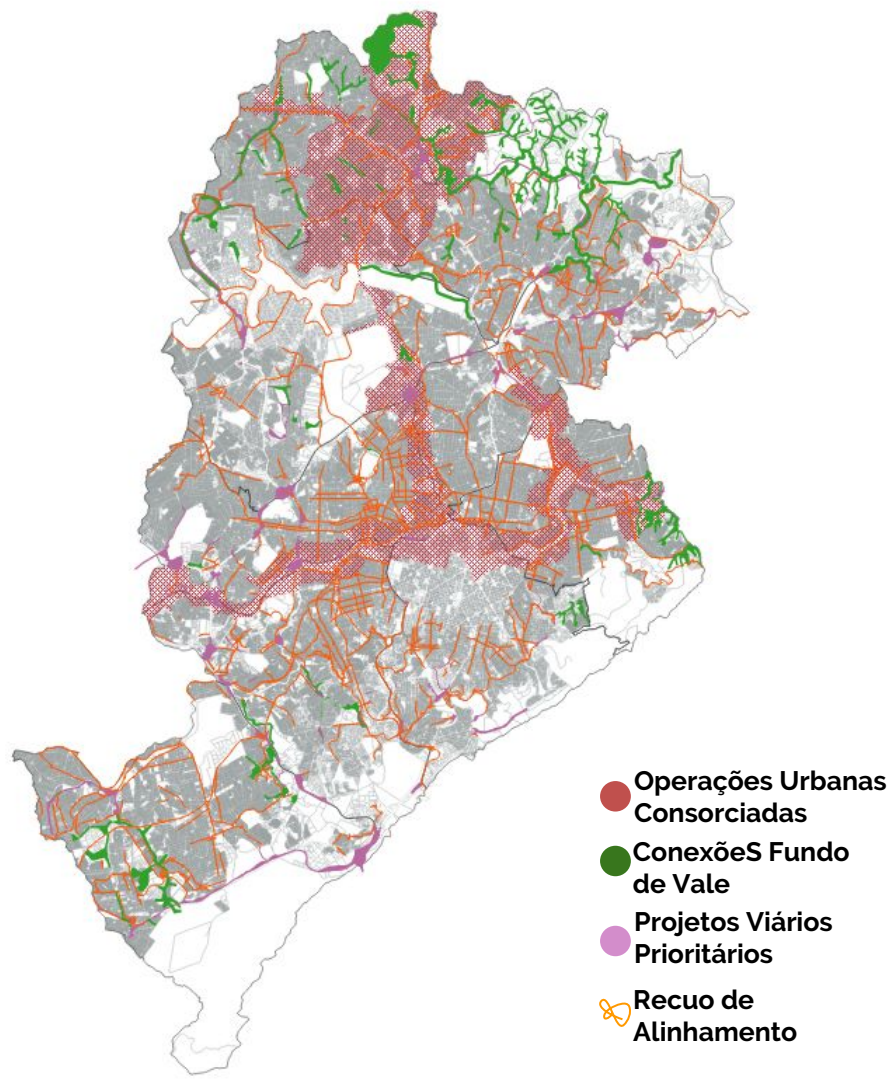 Operações Urbanas
Consorciadas
ConexõeS Fundo
de Vale
Projetos Viários
Prioritários
Recuo de
Alinhamento